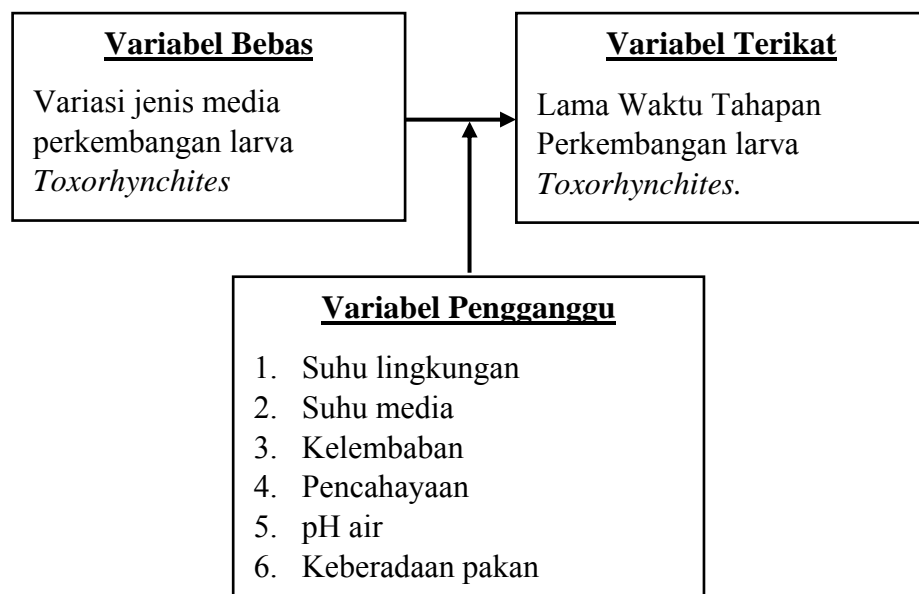 Variabel Bebas
Variasi jenis media
perkembangan larva
Toxorhynchites
Variabel Terikat
Lama Waktu Tahapan
Perkembangan larva
Toxorhynchites.
Variabel Pengganggu
1. Suhu lingkungan
2. Suhu media
3. Kelembaban
4. Pencahayaan
5. pH air
6. Keberadaan pakan